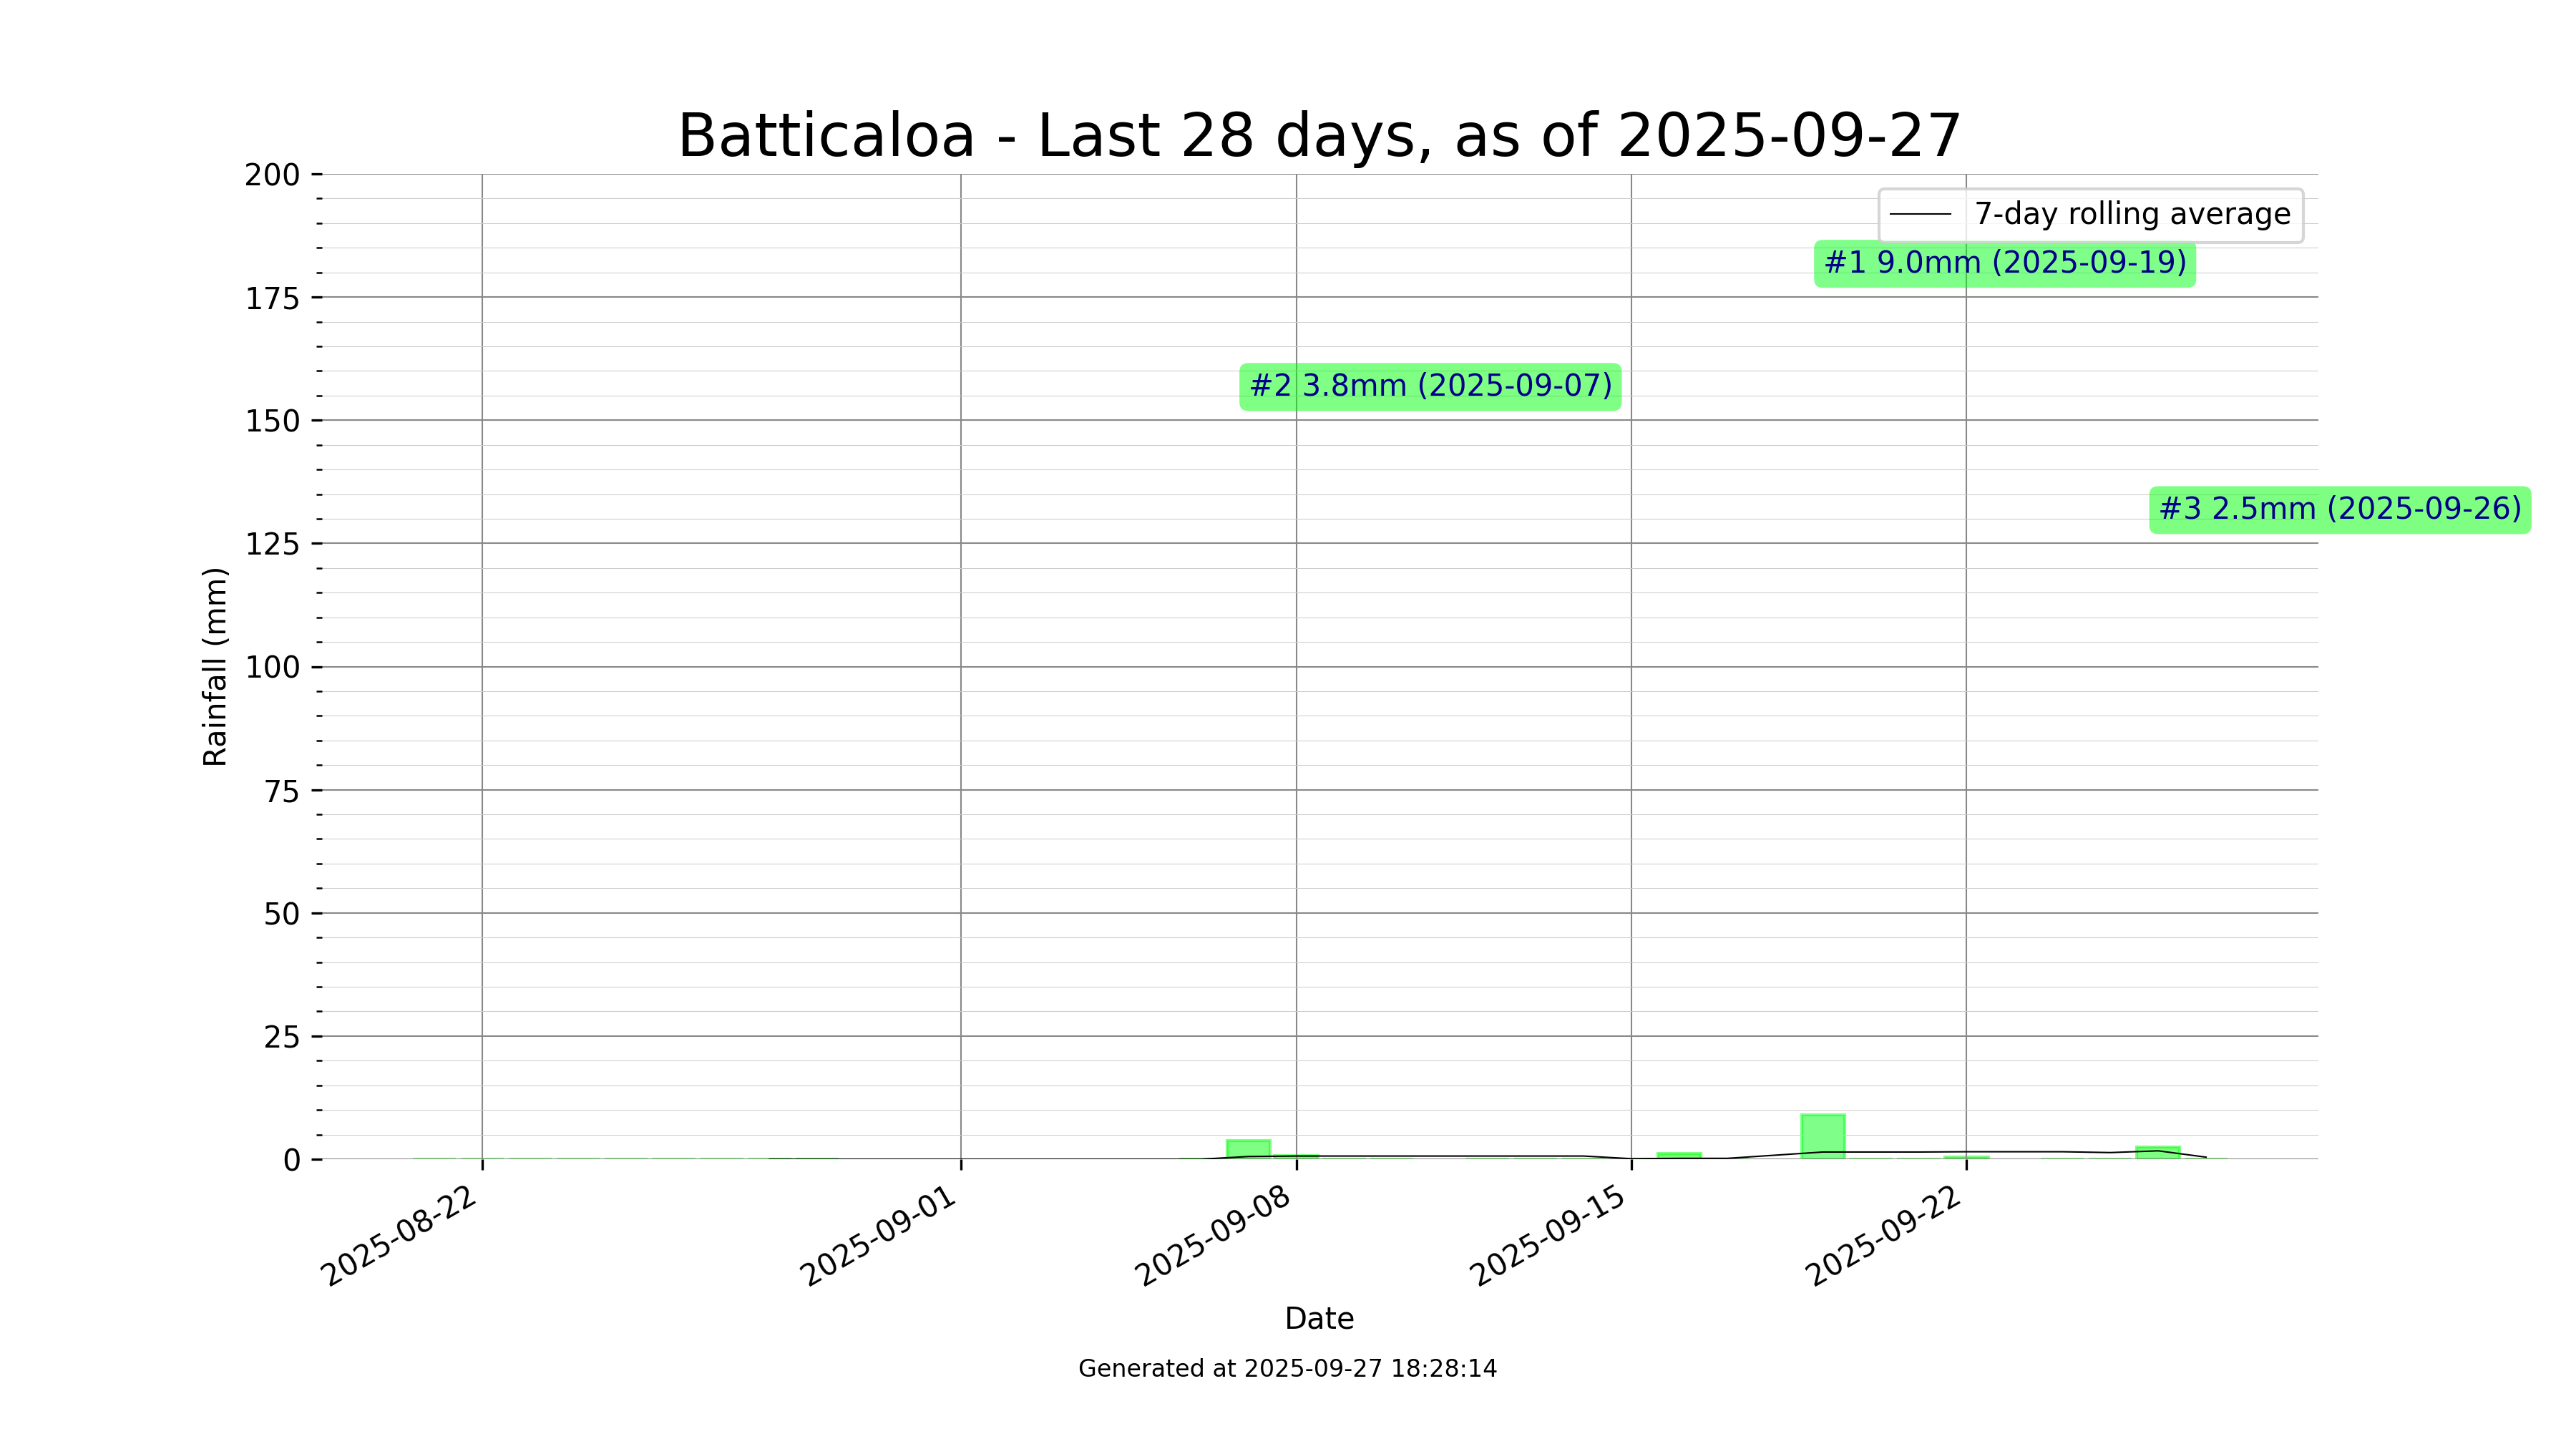 Batticaloa - Last 28 days, as of 2025-09-27
200
175
150
125
100
75
50
25
0
Rainfall (mm)
7-day rolling average
#1 9.0mm (2025-09-19)
#2 3.8mm (2025-09-07)
#3 2.5mm (2025-09-26)
2025-08-22
2025-09-01
2025-09-08
2025-09-15
2025-09-22
Date
Generated at 2025-09-27 18:28:14